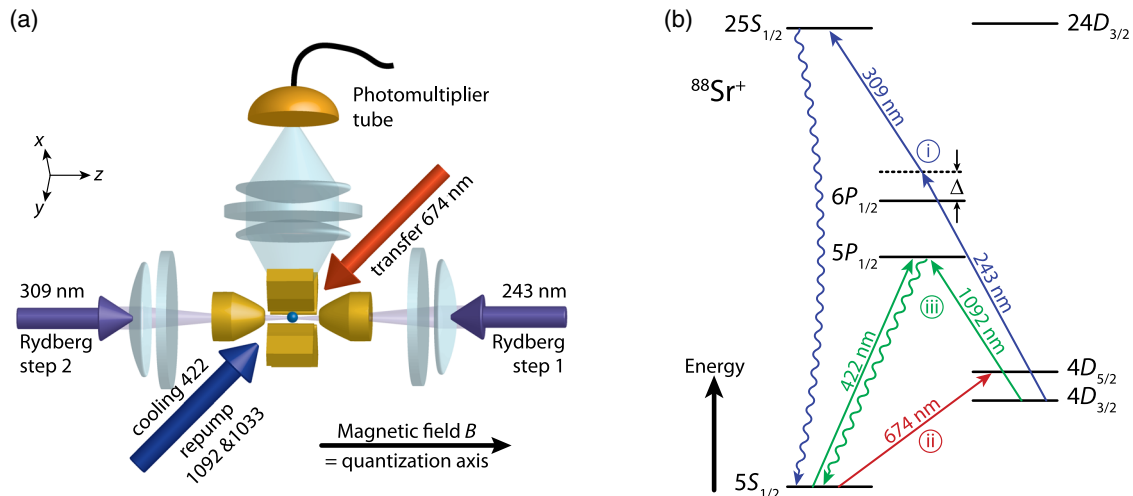 (a)
Photomultiplier
tube
x
z
y
transfer 674 nm
309 nm
243 nm
Rydberg
step 2
Rydberg
step 1
cooling 422
repump
1092 &1033
Magnetic field B
= quantization axis
(b)
25S1/2
24D3/2
88Sr+
309 nm
i
6P1/2
Δ
5P1/2
243 nm
iii
1092 nm
422 nm
Energy
4D5/2
4D3/2
674 nm
ii
5S1/2